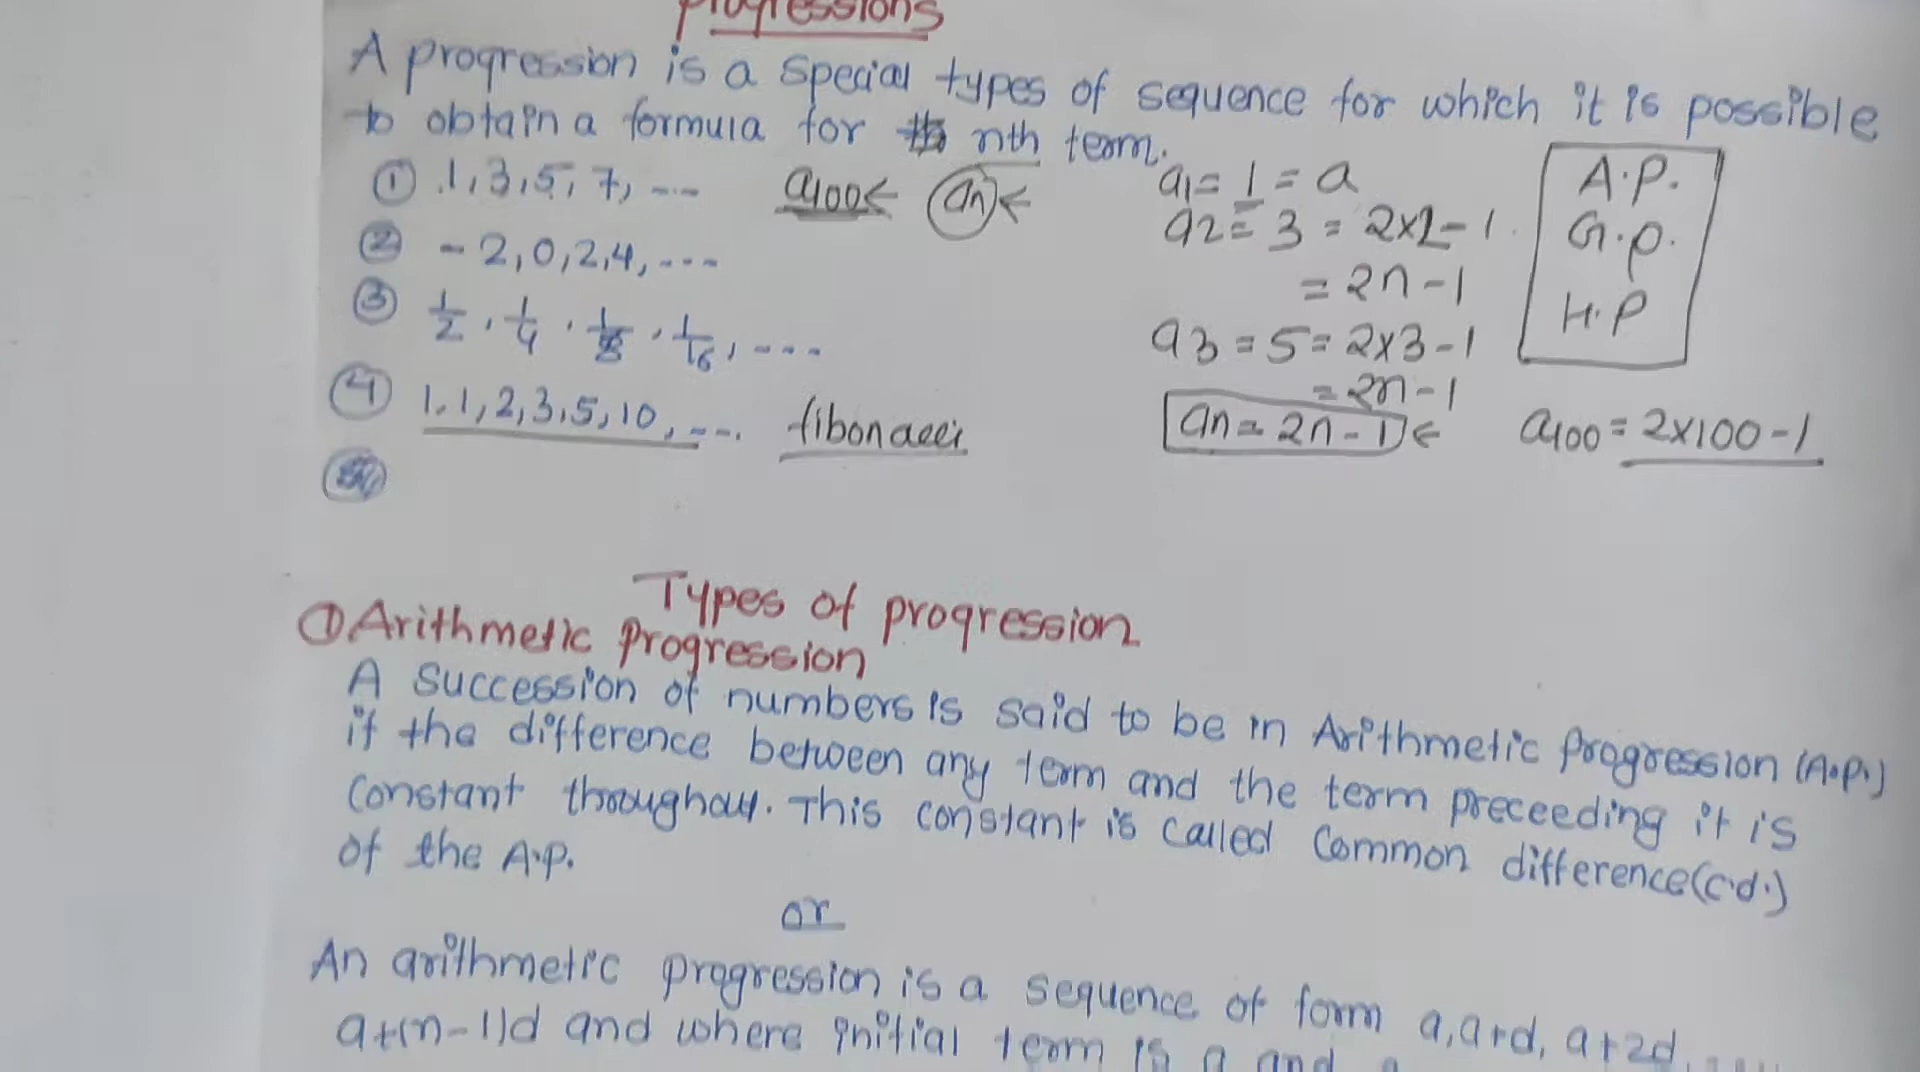 Progressions
A progression is a special types of sequence for which it is possible
to obtain a formula for nth term.
① 1, 3, 5, 7, ---- a100< (an)<
② -2, 0, 2, 4, ---
③ 1/2, 1/4, 1/8, 1/16, ----
④ 1, 1, 2, 3, 5, 10, ---. fibonacci
a1 = 1 = a
a2 = 3 = 2x2-1
= 2n-1
a3 = 5 = 2x3-1
= 2n-1
an = 2n-1 ←
a100 = 2x100-1
A.P.
G.P.
H.P
Types of progression
① Arithmetic Progression
A succession of numbers is said to be in Arithmetic progression (A.P.)
if the difference between any term and the term preceeding it is
constant throughout. This constant is called common difference (c.d.)
of the A.P.
or
An arithmetic progression is a sequence of form a, a+d, a+2d, ....
a+(n-1)d and where initial term is a and